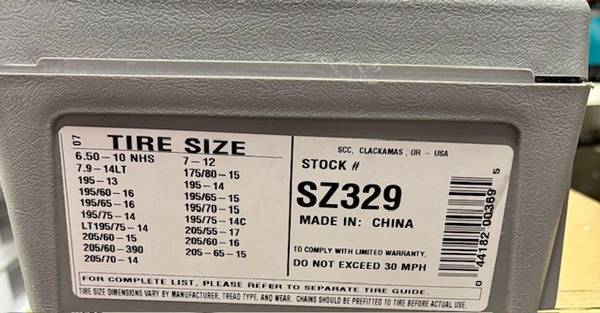 07
TIRE SIZE
6.50-10 NHS
7.9-14LT
195-13
195/60-16
195/65-16
195/75-14
LT195/75-14
205/60-15
205/60-390
205/70-14
7-12
175/80-15
195-14
195/65-15
195/70-15
195/75-14C
205/55-17
205/60-16
205-65-15
SCC, CLACKAMAS, OR - USA
STOCK #
SZ329
MADE IN: CHINA
TO COMPLY WITH LIMITED WARRANTY,
DO NOT EXCEED 30 MPH
0 44182 00369 5
FOR COMPLETE LIST, PLEASE REFER TO SEPARATE TIRE GUIDE.
TIRE SIZE DIMENSIONS VARY BY MANUFACTURER, TREAD TYPE, AND WEAR. CHAINS SHOULD BE PREFITTED TO TIRE BEFORE ACTUAL USE.